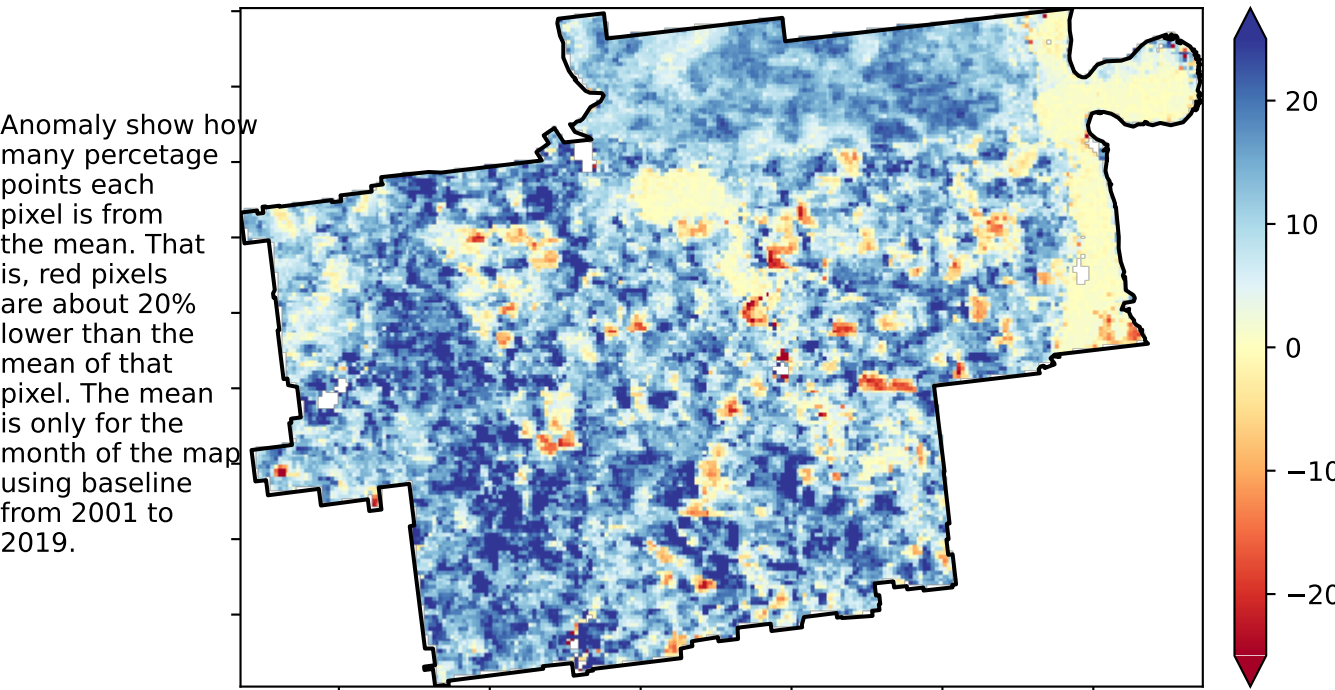 Anomaly show how
many percetage
points each
pixel is from
the mean. That
is, red pixels
are about 20%
lower than the
mean of that
pixel. The mean
is only for the
month of the map
using baseline
from 2001 to
2019.
20
10
0
−10
−20